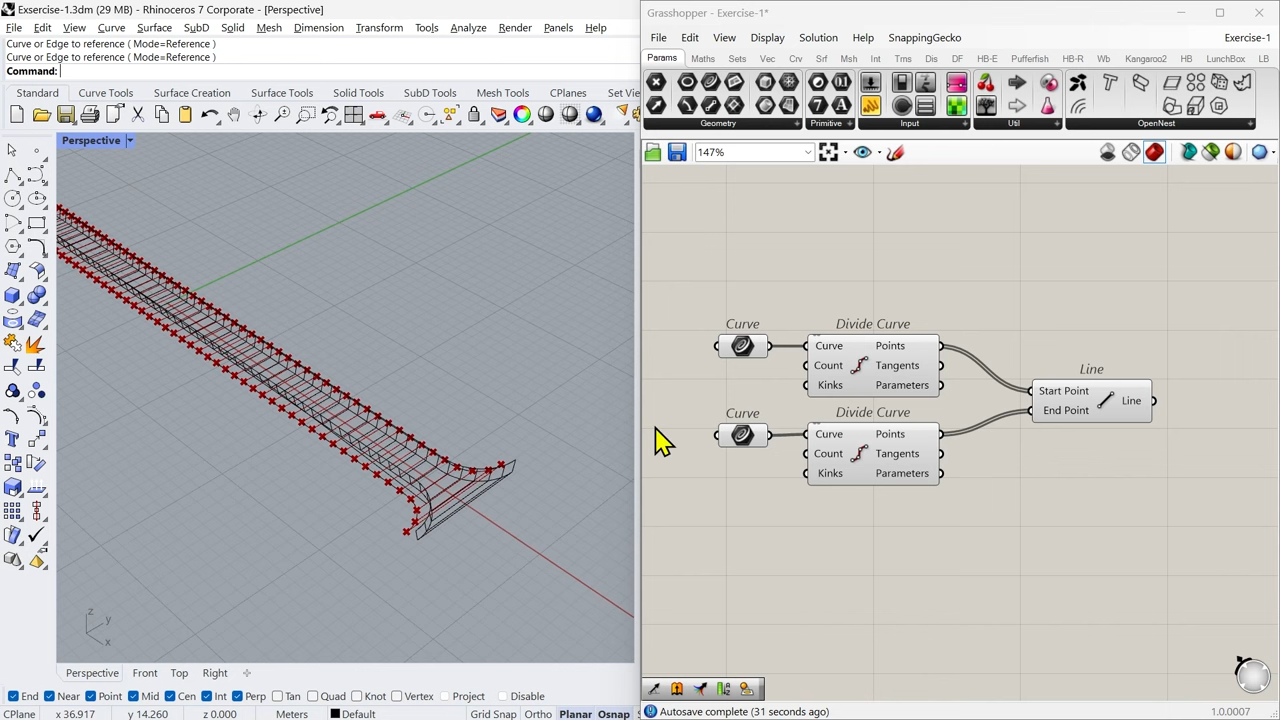 Exsercise-1.3dm (29 MB) - Rhinoceros 7 Corporate - [Perspective]
File Edit View Curve Surface SubD Solid Mesh Dimension Transform Tools Analyze Render Panels Help
Curve or Edge to reference ( Mode=Reference )
Curve or Edge to reference ( Mode=Reference )
Command:
Standard Curve Tools Surface Creation Surface Tools Solid Tools SubD Tools Mesh Tools CPlanes Set Vie
Perspective
z
y
x
Perspective Front Top Right
End Near Point Mid Cen Int Perp Tan Quad Knot Vertex Project Disable
CPlane x 36.917 y 14.260 z 0.000 Meters Default Grid Snap Ortho Planar Osnap
Grasshopper - Exercise-1*
File Edit View Display Solution Help SnappingGecko Exercise-1
Params Maths Sets Vec Crv Srf Msh Int Trns Dis DF HB-E Pufferfish HB-R Wb Kangaroo2 HB LunchBox LB
Geometry Primitive Input Util OpenNest
147%
Curve Divide Curve
Curve Points
Count Tangents
Kinks Parameters
Line
Start Point Line
End Point
Curve Divide Curve
Curve Points
Count Tangents
Kinks Parameters
Autosave complete (31 seconds ago) 1.0.0007